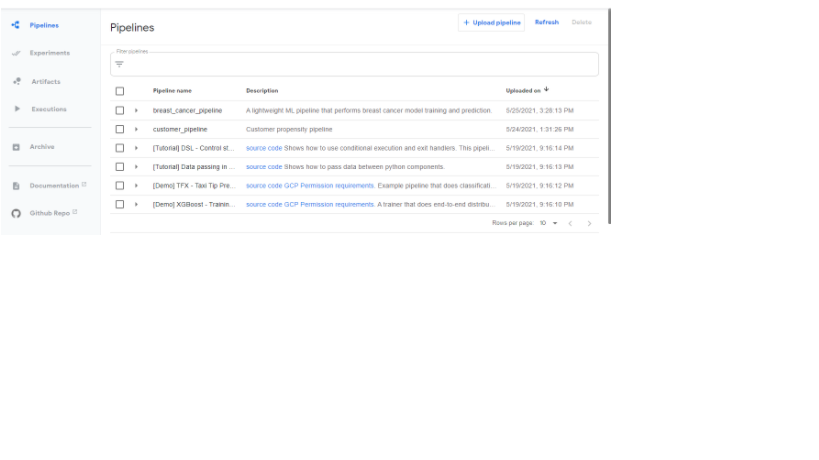 Pipelines
Experiments
Artifacts
Executions
Archive
Documentation
Github Repo
Pipelines
+ Upload pipeline Refresh Delete
Filter pipelines
Pipeline name Description Uploaded on
breast_cancer_pipeline A lightweight ML pipeline that performs breast cancer model training and prediction. 5/25/2021, 3:28:13 PM
customer_pipeline Customer propensity pipeline 5/24/2021, 1:31:26 PM
[Tutorial] DSL - Control st... source code Shows how to use conditional execution and exit handlers. This pipeli... 5/19/2021, 9:16:14 PM
[Tutorial] Data passing in ... source code Shows how to pass data between python components. 5/19/2021, 9:16:13 PM
[Demo] TFX - Taxi Tip Pre... source code GCP Permission requirements. Example pipeline that does classificati... 5/19/2021, 9:16:12 PM
[Demo] XGBoost - Trainin... source code GCP Permission requirements. A trainer that does end-to-end distribu... 5/19/2021, 9:16:10 PM
Rows per page: 10